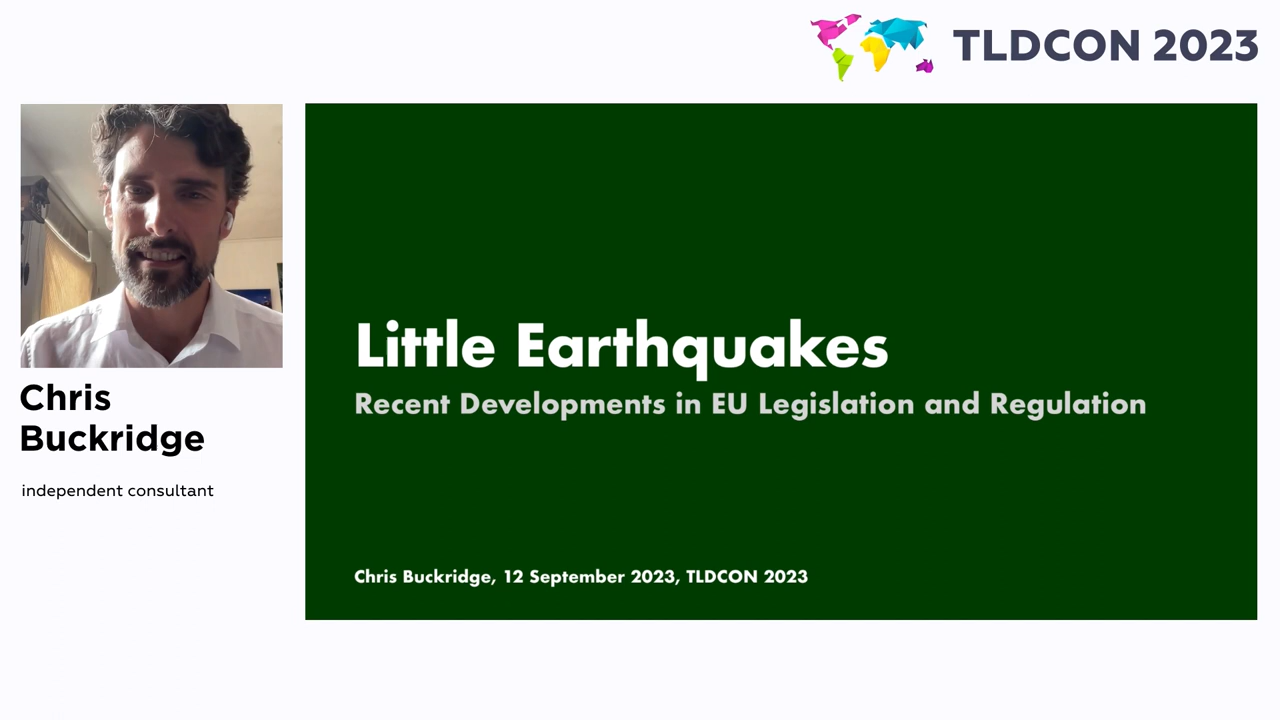 TLDCON 2023
Chris
Buckridge
independent consultant
Little Earthquakes
Recent Developments in EU Legislation and Regulation
Chris Buckridge, 12 September 2023, TLDCON 2023